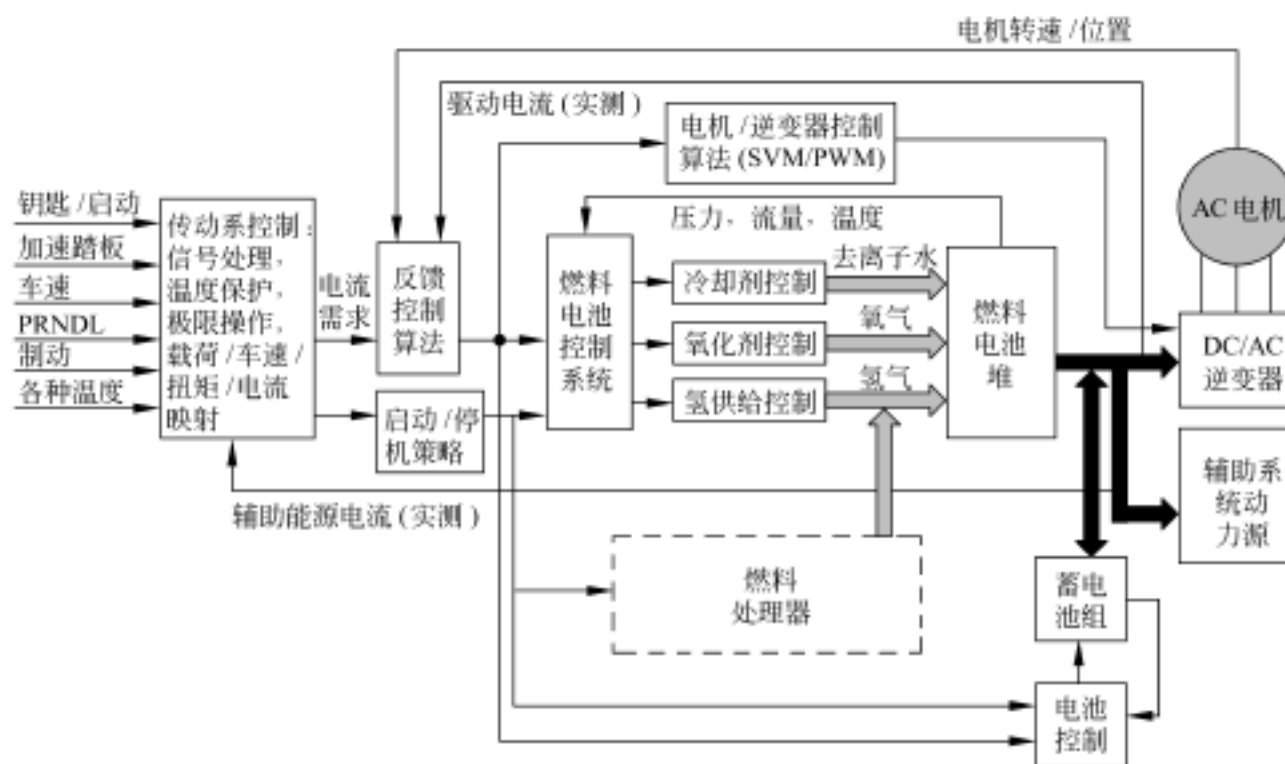 电机转速/位置
驱动电流(实测)
电机/逆变器控制
算法(SVM/PWM)
钥匙/启动
加速踏板
车速
PRNDL
制动
各种温度
传动系控制:
信号处理,
温度保护,
极限操作,
载荷/车速/
扭矩/电流
映射
电流
需求
反馈
控制
算法
启动/停
机策略
压力,流量,温度
燃料
电池
控制
系统
冷却剂控制
氧化剂控制
氢供给控制
去离子水
氧气
氢气
燃料
电池
堆
AC 电机
DC/AC
逆变器
辅助系
统动
力源
辅助能源电流(实测)
燃料
处理器
蓄电
池组
电池
控制